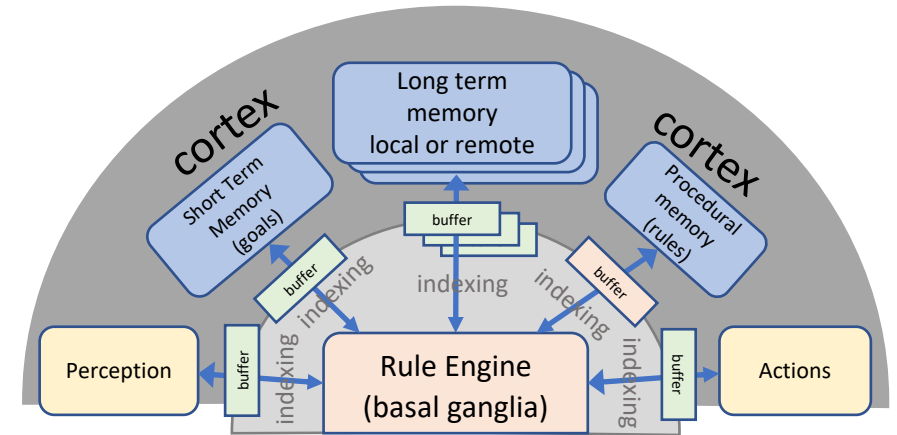 cortex
cortex
Long term
memory
local or remote
Short Term
Memory
(goals)
Procedural
memory
(rules)
buffer
buffer
buffer
indexing
indexing
indexing
Perception
buffer
indexing
Rule Engine
(basal ganglia)
indexing
buffer
Actions